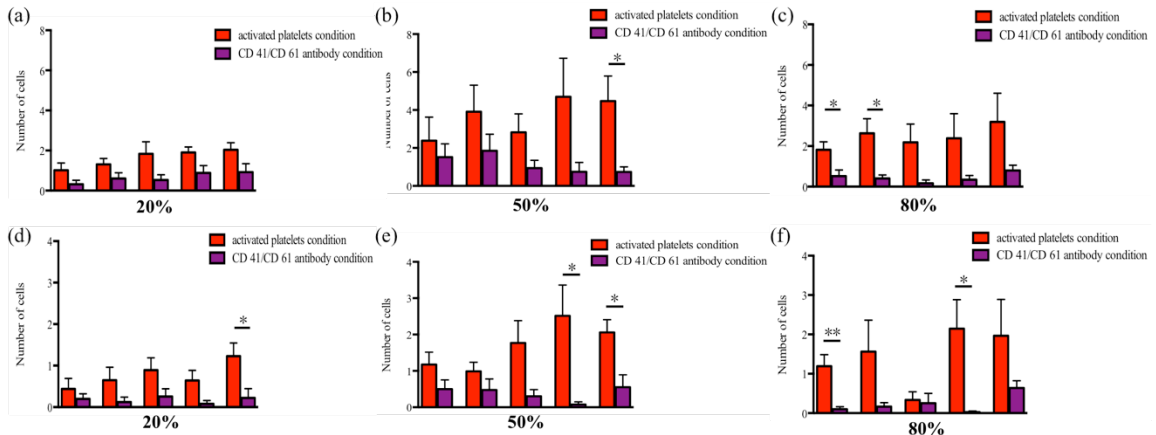 (a)
activated platelets condition
CD 41/CD 61 antibody condition
Number of cells
8
6
4
2
0
20%
(b)
activated platelets condition
CD 41/CD 61 antibody condition
Number of cells
8
6
4
2
0
*
50%
(c)
activated platelets condition
CD 41/CD 61 antibody condition
Number of cells
8
6
4
2
0
*
*
80%
(d)
activated platelets condition
CD 41/CD 61 antibody condition
Number of cells
4
3
2
1
0
*
20%
(e)
activated platelets condition
CD 41/CD 61 antibody condition
Number of cells
4
3
2
1
0
*
*
50%
(f)
activated platelets condition
CD 41/CD 61 antibody condition
Number of cells
4
3
2
1
0
**
*
80%